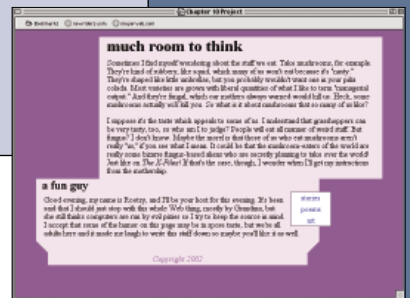 Chapter 10 Project
much room to think
Sometimes I find myself wondering about the stuff we eat. Take mushrooms, for example.
They're kind of rubbery, like squid, which many of us won't eat because it's "nasty."
They're shaped like little umbrellas, but you probably wouldn't want one in your piña
colada. Most varieties are grown with liberal quantities of what I like to term "managerial
output." And they're fungal, which our mothers always warned would kill us. Heck, some
mushrooms actually will kill you. So what is it about mushrooms that so many of us like?
I suppose it's the taste which appeals to some of us. I understand that grasshoppers can
be very tasty, too, so who am I to judge? People will eat all manner of weird stuff. But
fungus? I don't know. Maybe the moral is that those of us who eat mushrooms aren't
really "us," if you see what I mean. It could be that the mushroom-eaters of the world are
really some bizarre fungus-based aliens who are secretly planning to take over the world!
Just like on The X-Files! If that's the case, though, I wonder when I'll get my instructions
from the mothership.
a fun guy
Good evening, my name is Roetry, and I'll be your host for this evening. It's been
said that I should just stop with this whole Web thing, mostly by Grandma, but
she still thinks computers are run by evil pixies so I try to keep the source in mind.
I accept that some of the humor on this page may be in spore taste, but we're all
adults here and it made me laugh to write this stuff down so maybe you'll like it as well.
stories
poems
art
Copyright 2002